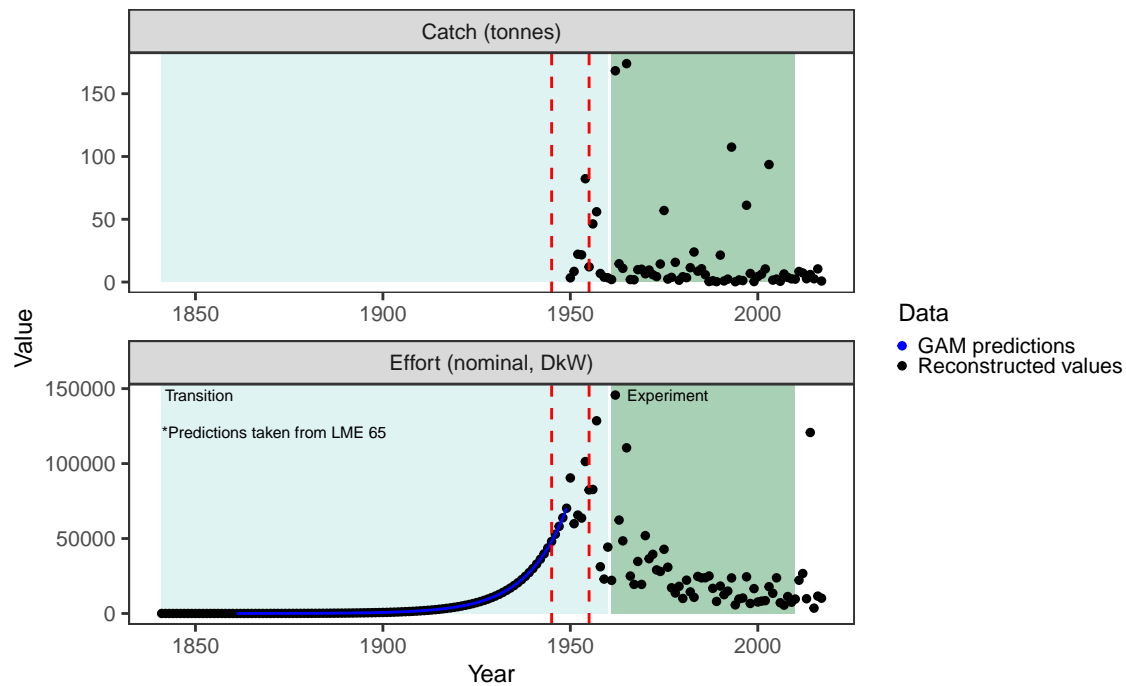 Catch (tonnes)
150
100
50
0
1850
1900
1950
2000
Value
Effort (nominal, DkW)
150000
Transition
Experiment
*Predictions taken from LME 65
100000
50000
0
1850
1900
1950
2000
Year
Data
GAM predictions
Reconstructed values